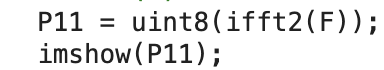 P11 = uint8(ifft2(F));
imshow(P11);